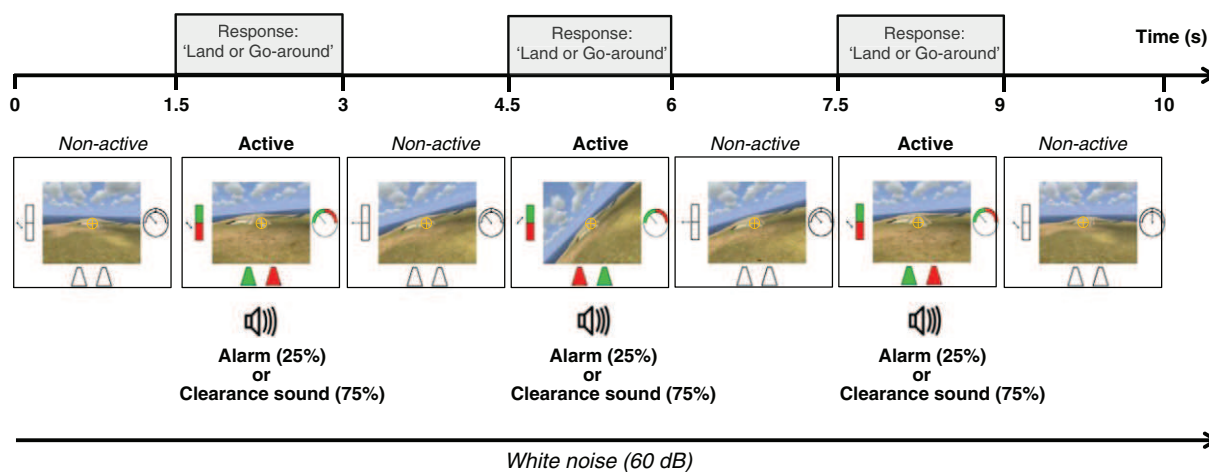 Response: Response: Response:
'Land or Go-around' 'Land or Go-around' 'Land or Go-around'
Time (s)
0 1.5 3 4.5 6 7.5 9 10
Non-active Active Non-active Active Non-active Active Non-active
Alarm (25%) Alarm (25%) Alarm (25%)
or or or
Clearance sound (75%) Clearance sound (75%) Clearance sound (75%)
White noise (60 dB)